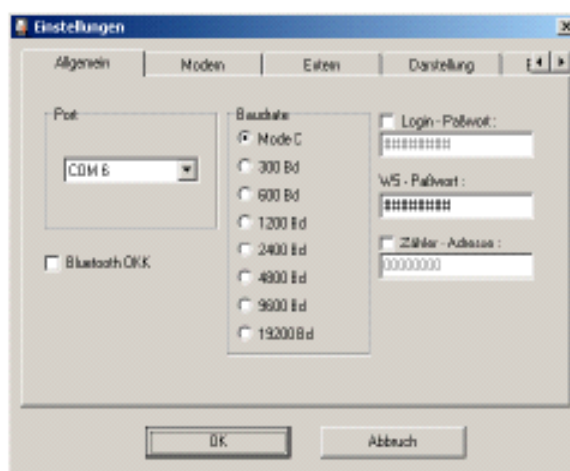 Einstellungen
Allgemein
Modem
Extern
Darstellung
Port
COM 6
Bluetooth OKK
Baudrate
Mode C
300 Bd
600 Bd
1200 Bd
2400 Bd
4800 Bd
9600 Bd
19200 Bd
Login - Paßwort :
########
WS - Paßwort :
########
Zähler - Adresse :
00000000
OK
Abbruch